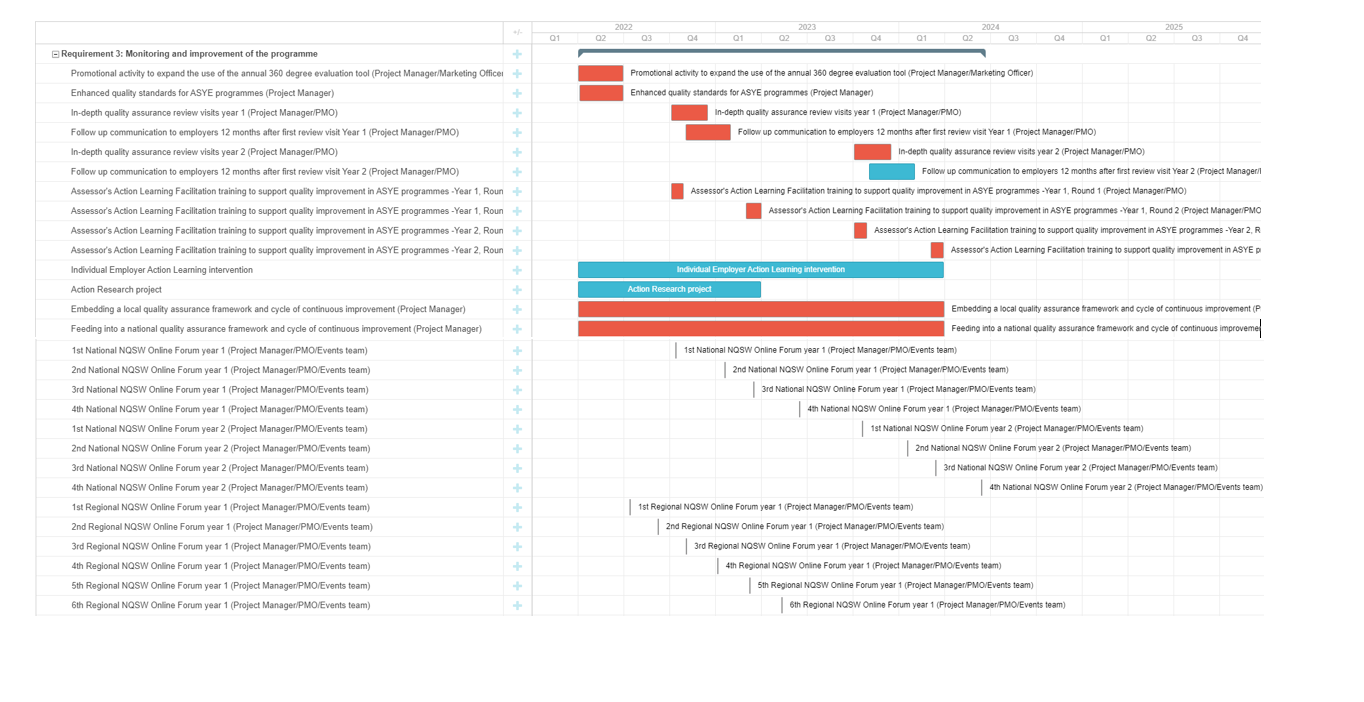 +/-
2022 2023 2024 2025
Q1 Q2 Q3 Q4 Q1 Q2 Q3 Q4 Q1 Q2 Q3 Q4 Q1 Q2 Q3 Q4
Requirement 3: Monitoring and improvement of the programme
Promotional activity to expand the use of the annual 360 degree evaluation tool (Project Manager/Marketing Officer Promotional activity to expand the use of the annual 360 degree evaluation tool (Project Manager/Marketing Officer)
Enhanced quality standards for ASYE programmes (Project Manager) Enhanced quality standards for ASYE programmes (Project Manager)
In-depth quality assurance review visits year 1 (Project Manager/PMO) In-depth quality assurance review visits year 1 (Project Manager/PMO)
Follow up communication to employers 12 months after first review visit Year 1 (Project Manager/PMO) Follow up communication to employers 12 months after first review visit Year 1 (Project Manager/PMO)
In-depth quality assurance review visits year 2 (Project Manager/PMO) In-depth quality assurance review visits year 2 (Project Manager/PMO)
Follow up communication to employers 12 months after first review visit Year 2 (Project Manager/PMO) Follow up communication to employers 12 months after first review visit Year 2 (Project Manager/
Assessor's Action Learning Facilitation training to support quality improvement in ASYE programmes -Year 1, Roun Assessor's Action Learning Facilitation training to support quality improvement in ASYE programmes -Year 1, Round 1 (Project Manager/PMO)
Assessor's Action Learning Facilitation training to support quality improvement in ASYE programmes -Year 1, Roun Assessor's Action Learning Facilitation training to support quality improvement in ASYE programmes -Year 1, Round 2 (Project Manager/PMO
Assessor's Action Learning Facilitation training to support quality improvement in ASYE programmes -Year 2, Roun Assessor's Action Learning Facilitation training to support quality improvement in ASYE programmes -Year 2, R
Assessor's Action Learning Facilitation training to support quality improvement in ASYE programmes -Year 2, Roun Assessor's Action Learning Facilitation training to support quality improvement in ASYE p
Individual Employer Action Learning intervention Individual Employer Action Learning intervention
Action Research project Action Research project
Embedding a local quality assurance framework and cycle of continuous improvement (Project Manager) Embedding a local quality assurance framework and cycle of continuous improvement (P
Feeding into a national quality assurance framework and cycle of continuous improvement (Project Manager) Feeding into a national quality assurance framework and cycle of continuous improveme
1st National NQSW Online Forum year 1 (Project Manager/PMO/Events team) 1st National NQSW Online Forum year 1 (Project Manager/PMO/Events team)
2nd National NQSW Online Forum year 1 (Project Manager/PMO/Events team) 2nd National NQSW Online Forum year 1 (Project Manager/PMO/Events team)
3rd National NQSW Online Forum year 1 (Project Manager/PMO/Events team) 3rd National NQSW Online Forum year 1 (Project Manager/PMO/Events team)
4th National NQSW Online Forum year 1 (Project Manager/PMO/Events team) 4th National NQSW Online Forum year 1 (Project Manager/PMO/Events team)
1st National NQSW Online Forum year 2 (Project Manager/PMO/Events team) 1st National NQSW Online Forum year 2 (Project Manager/PMO/Events team)
2nd National NQSW Online Forum year 2 (Project Manager/PMO/Events team) 2nd National NQSW Online Forum year 2 (Project Manager/PMO/Events team)
3rd National NQSW Online Forum year 2 (Project Manager/PMO/Events team) 3rd National NQSW Online Forum year 2 (Project Manager/PMO/Events team)
4th National NQSW Online Forum year 2 (Project Manager/PMO/Events team) 4th National NQSW Online Forum year 2 (Project Manager/PMO/Events team)
1st Regional NQSW Online Forum year 1 (Project Manager/PMO/Events team) 1st Regional NQSW Online Forum year 1 (Project Manager/PMO/Events team)
2nd Regional NQSW Online Forum year 1 (Project Manager/PMO/Events team) 2nd Regional NQSW Online Forum year 1 (Project Manager/PMO/Events team)
3rd Regional NQSW Online Forum year 1 (Project Manager/PMO/Events team) 3rd Regional NQSW Online Forum year 1 (Project Manager/PMO/Events team)
4th Regional NQSW Online Forum year 1 (Project Manager/PMO/Events team) 4th Regional NQSW Online Forum year 1 (Project Manager/PMO/Events team)
5th Regional NQSW Online Forum year 1 (Project Manager/PMO/Events team) 5th Regional NQSW Online Forum year 1 (Project Manager/PMO/Events team)
6th Regional NQSW Online Forum year 1 (Project Manager/PMO/Events team) 6th Regional NQSW Online Forum year 1 (Project Manager/PMO/Events team)